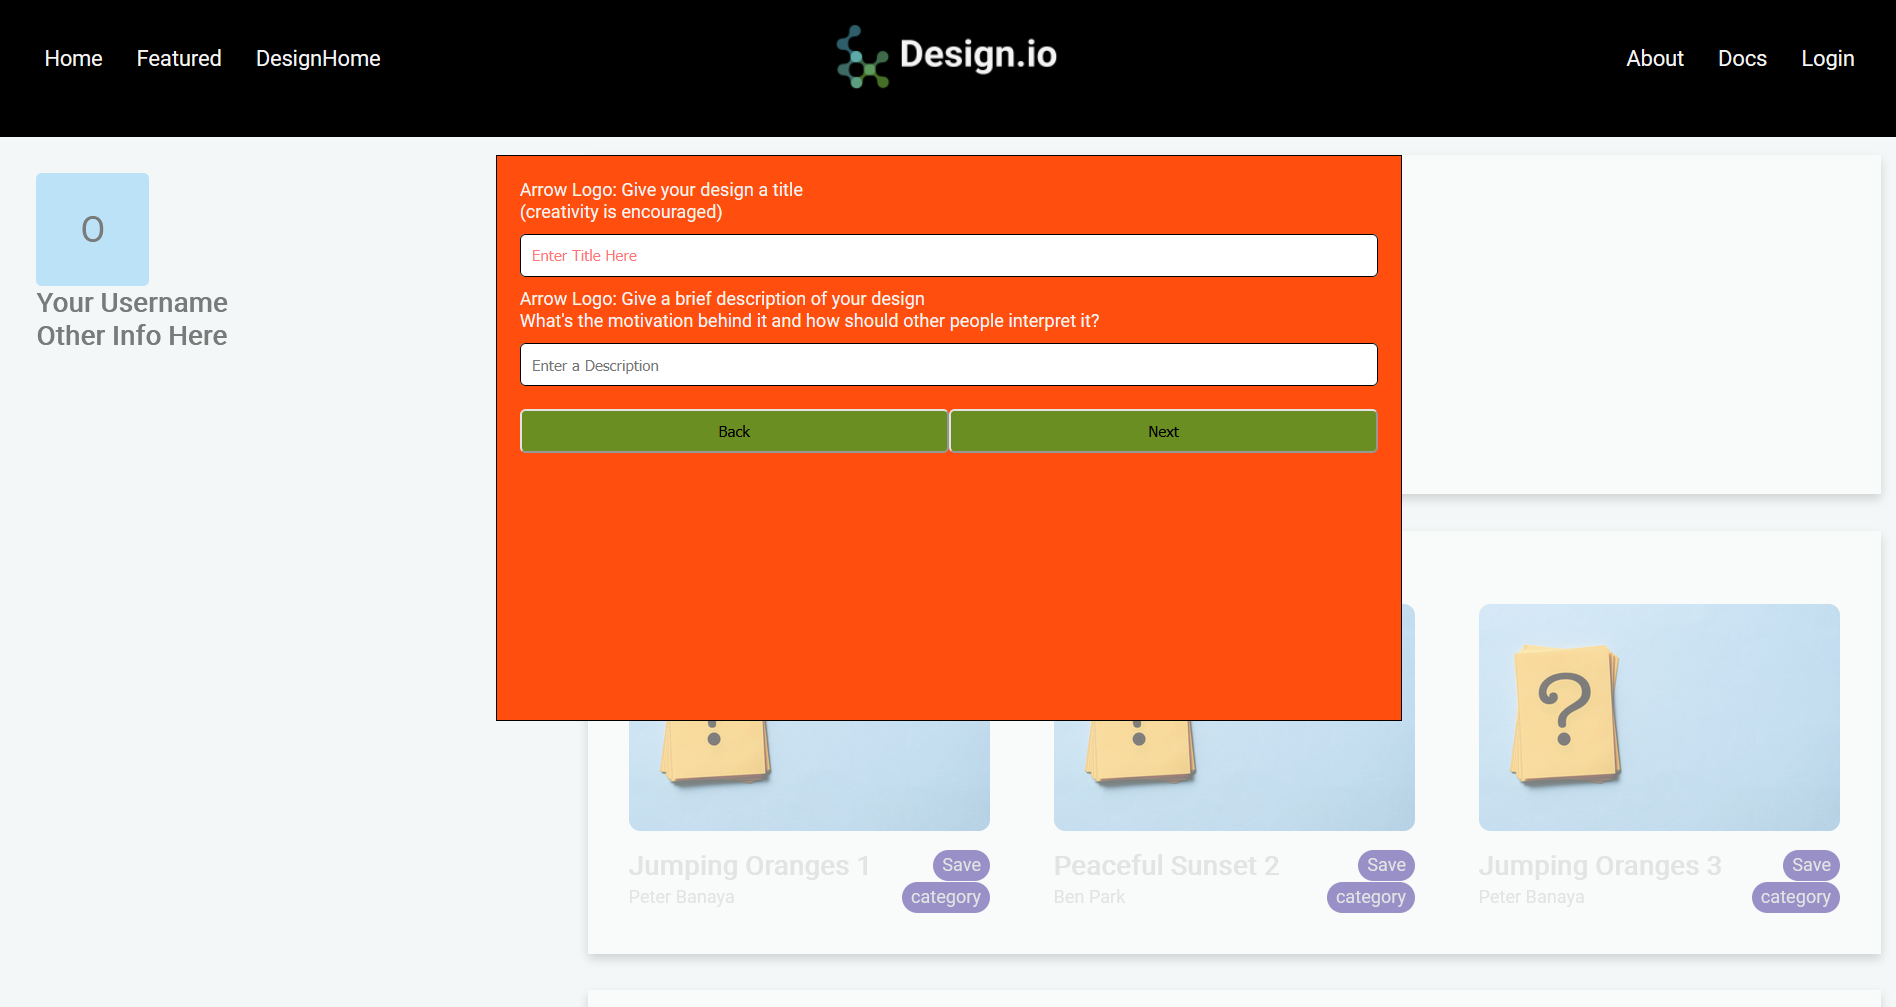 Home Featured DesignHome
Design.io
About Docs Login
O
Your Username
Other Info Here
Arrow Logo: Give your design a title
(creativity is encouraged)
Enter Title Here
Arrow Logo: Give a brief description of your design
What's the motivation behind it and how should other people interpret it?
Enter a Description
Back Next
?
Jumping Oranges 1 Save
Peter Banaya category
Peaceful Sunset 2 Save
Ben Park category
Jumping Oranges 3 Save
Peter Banaya category